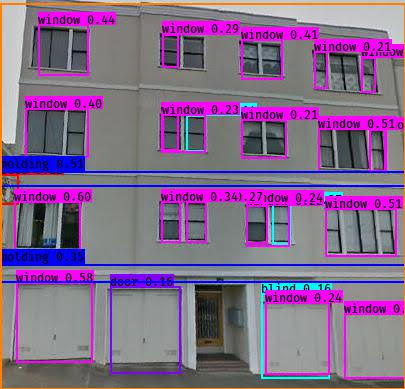 window 0.44
window 0.29
window 0.41
window 0.21
window
window 0.40
window 0.23
window 0.21
window 0.51
molding 0.51
window 0.60
window 0.34
.27
dow 0.24
window 0.51
molding 0.35
window 0.58
door 0.16
blind 0.16
window 0.24
window 0.